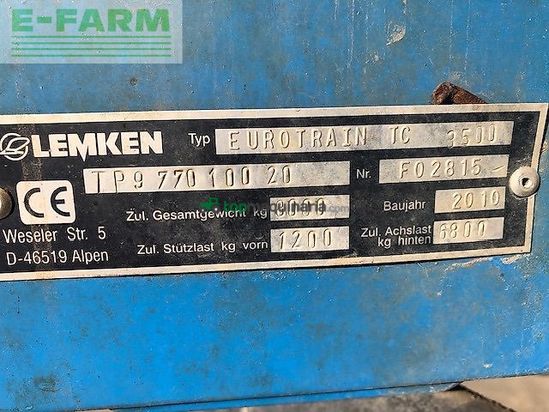 E-FARM
LEMKEN Typ EUROTRAIN TC 3500
TP9 770 100 20 Nr. F02815
Zul. Gesamtgewicht kg 8000 Baujahr 2010
Weseler Str. 5
D-46519 Alpen
Zul. Stützlast kg vorn 1200 Zul. Achslast kg hinten 6800
CE